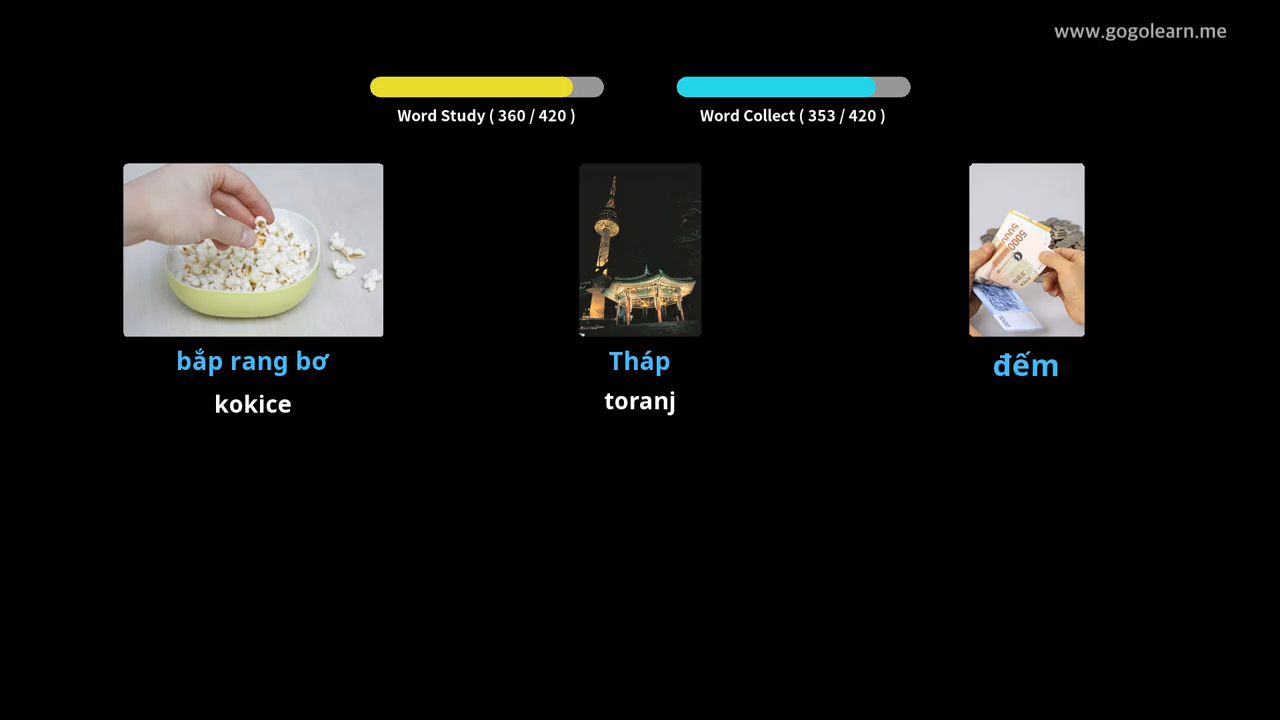 www.gogolearn.me
Word Study ( 360 / 420 )
Word Collect ( 353 / 420 )
bắp rang bơ
Tháp
đếm
kokice
toranj